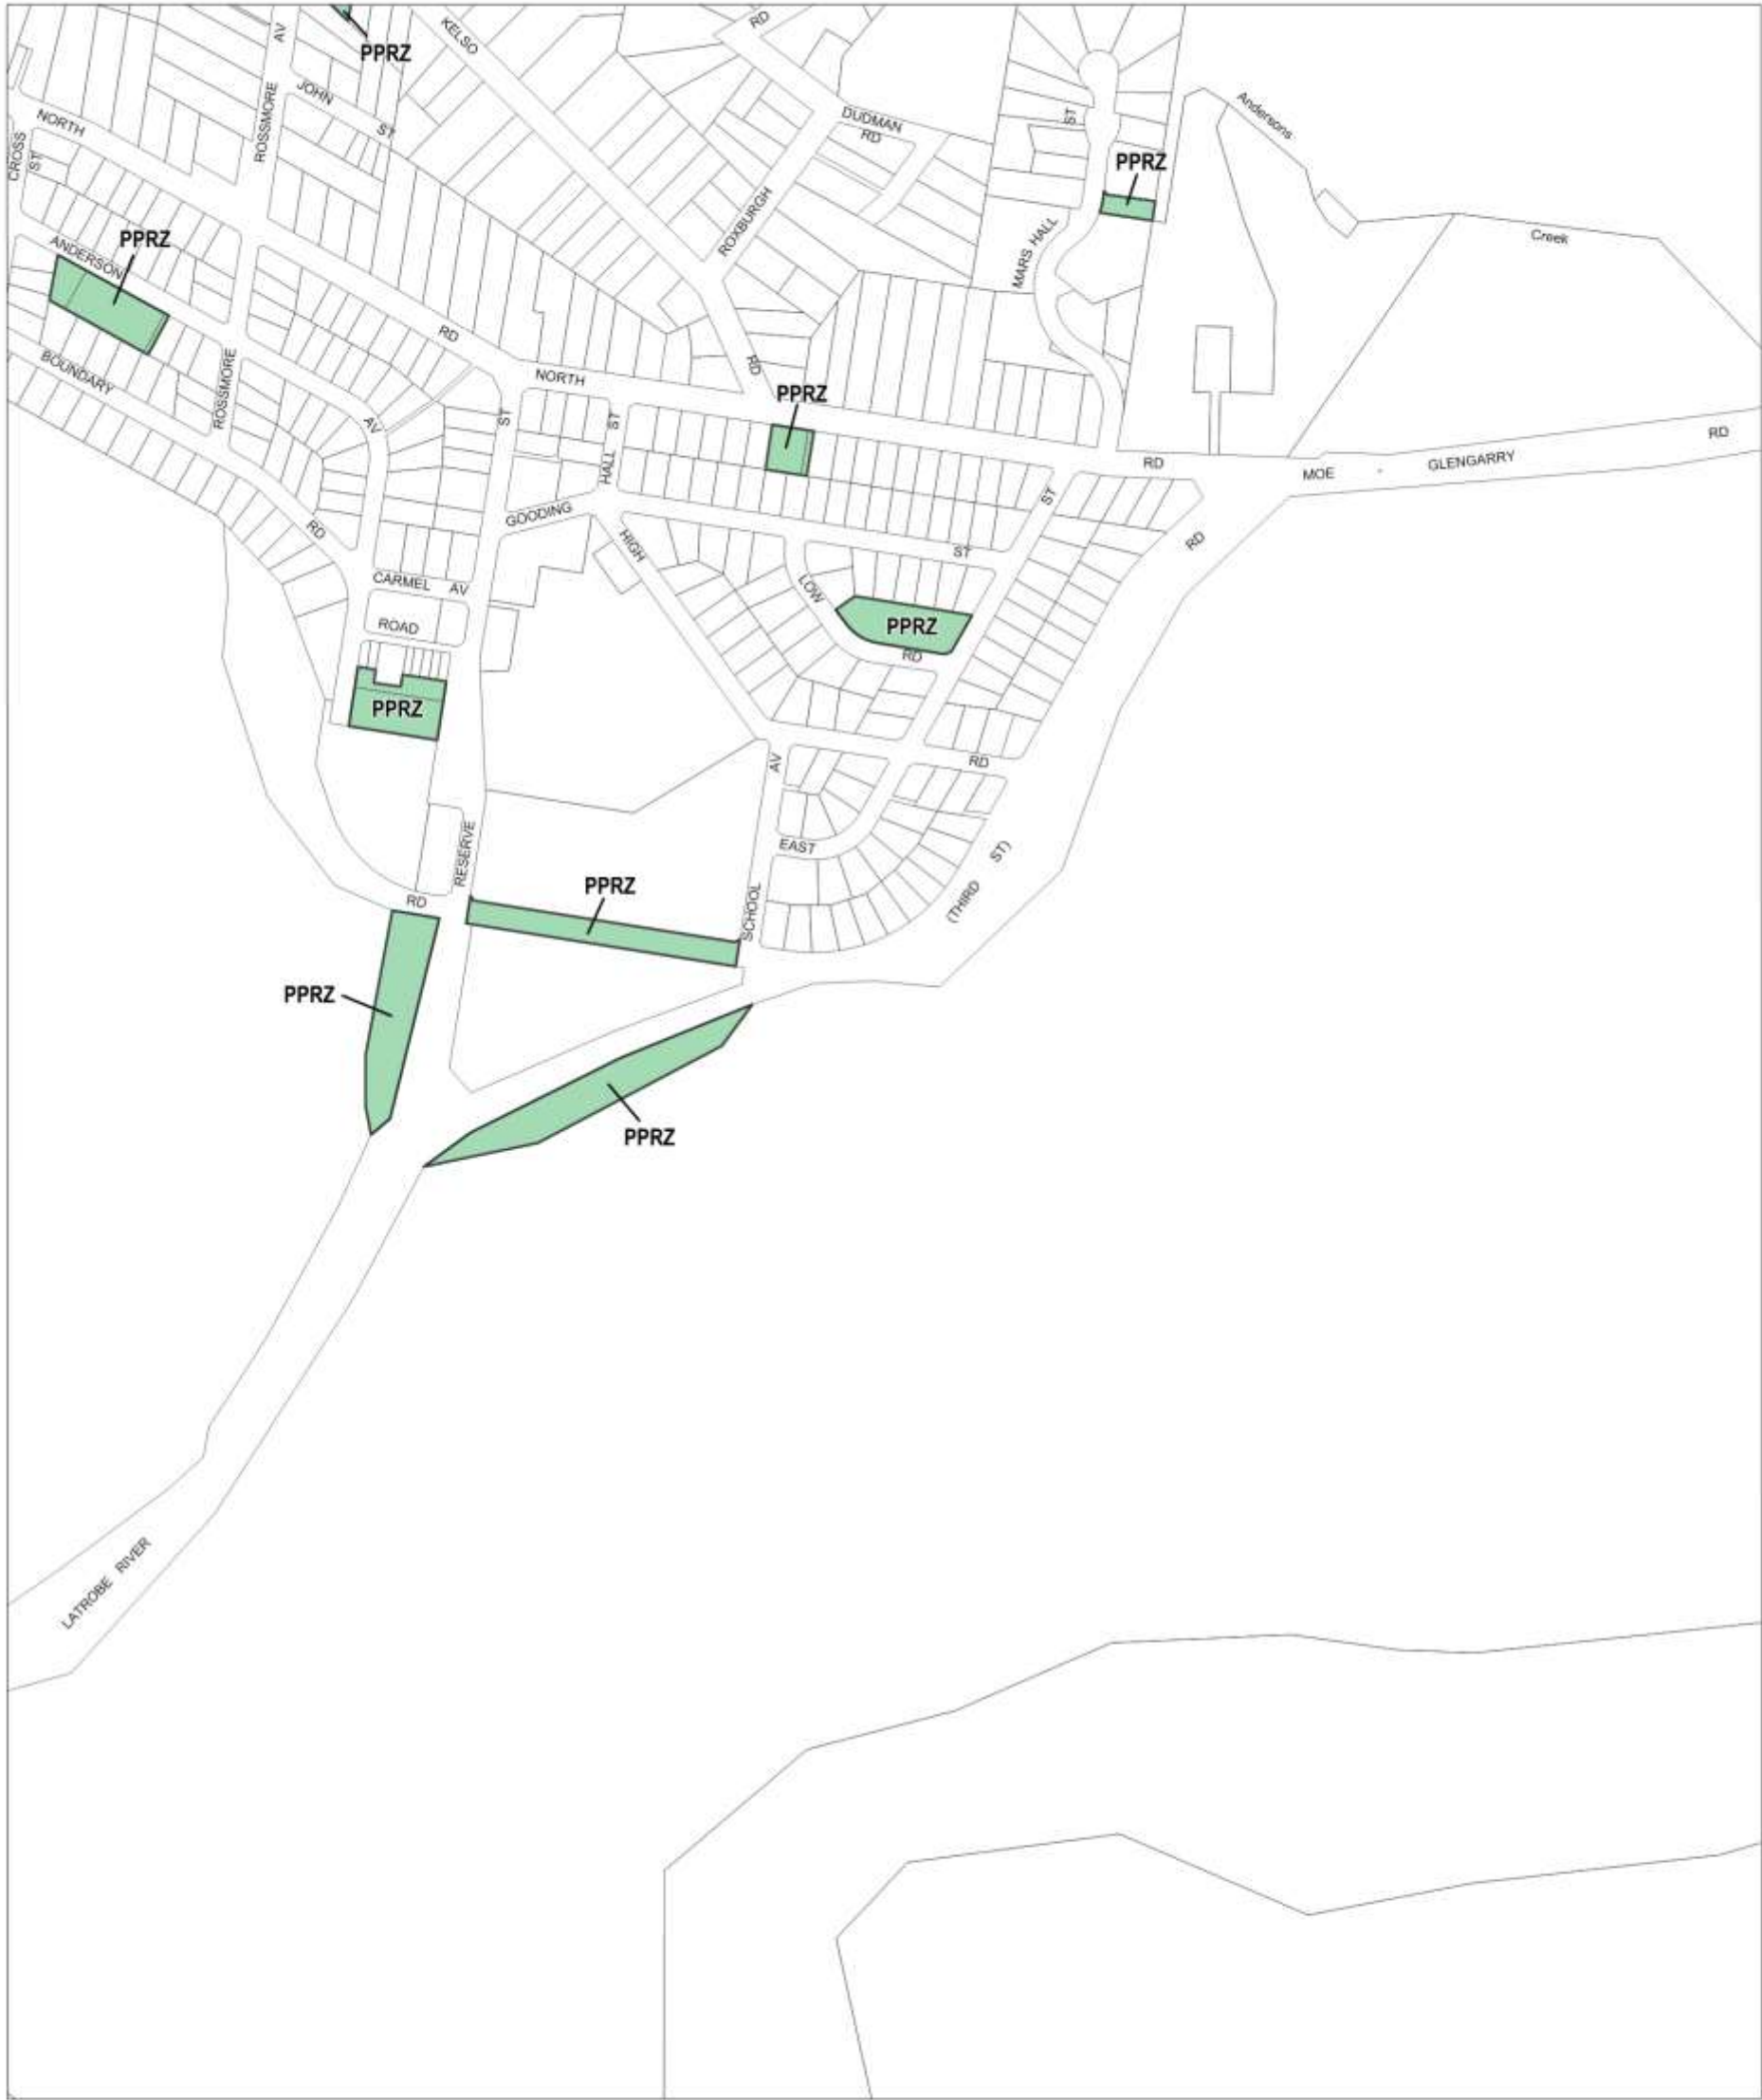 PPRZ
KELSO
RD
AV
ROSSMORE
JOHN
ST
NORTH
CROSS
ST
DUDMAN
RD
ST
Andersons
PPRZ
ROXBURGH
MARS HALL
Creek
PPRZ
ANDERSON
RD
RD
BOUNDARY
ROSSMORE
NORTH
PPRZ
AV
ST
ST
HALL
RD
MOE - GLENGARRY
RD
GOODING
ST
RD
HIGH
ST
RD
CARMEL AV
LOW
ROAD
PPRZ
RD
PPRZ
AV
RD
RESERVE
EAST
(THIRD ST)
SCHOOL
PPRZ
RD
PPRZ
PPRZ
LATROBE RIVER